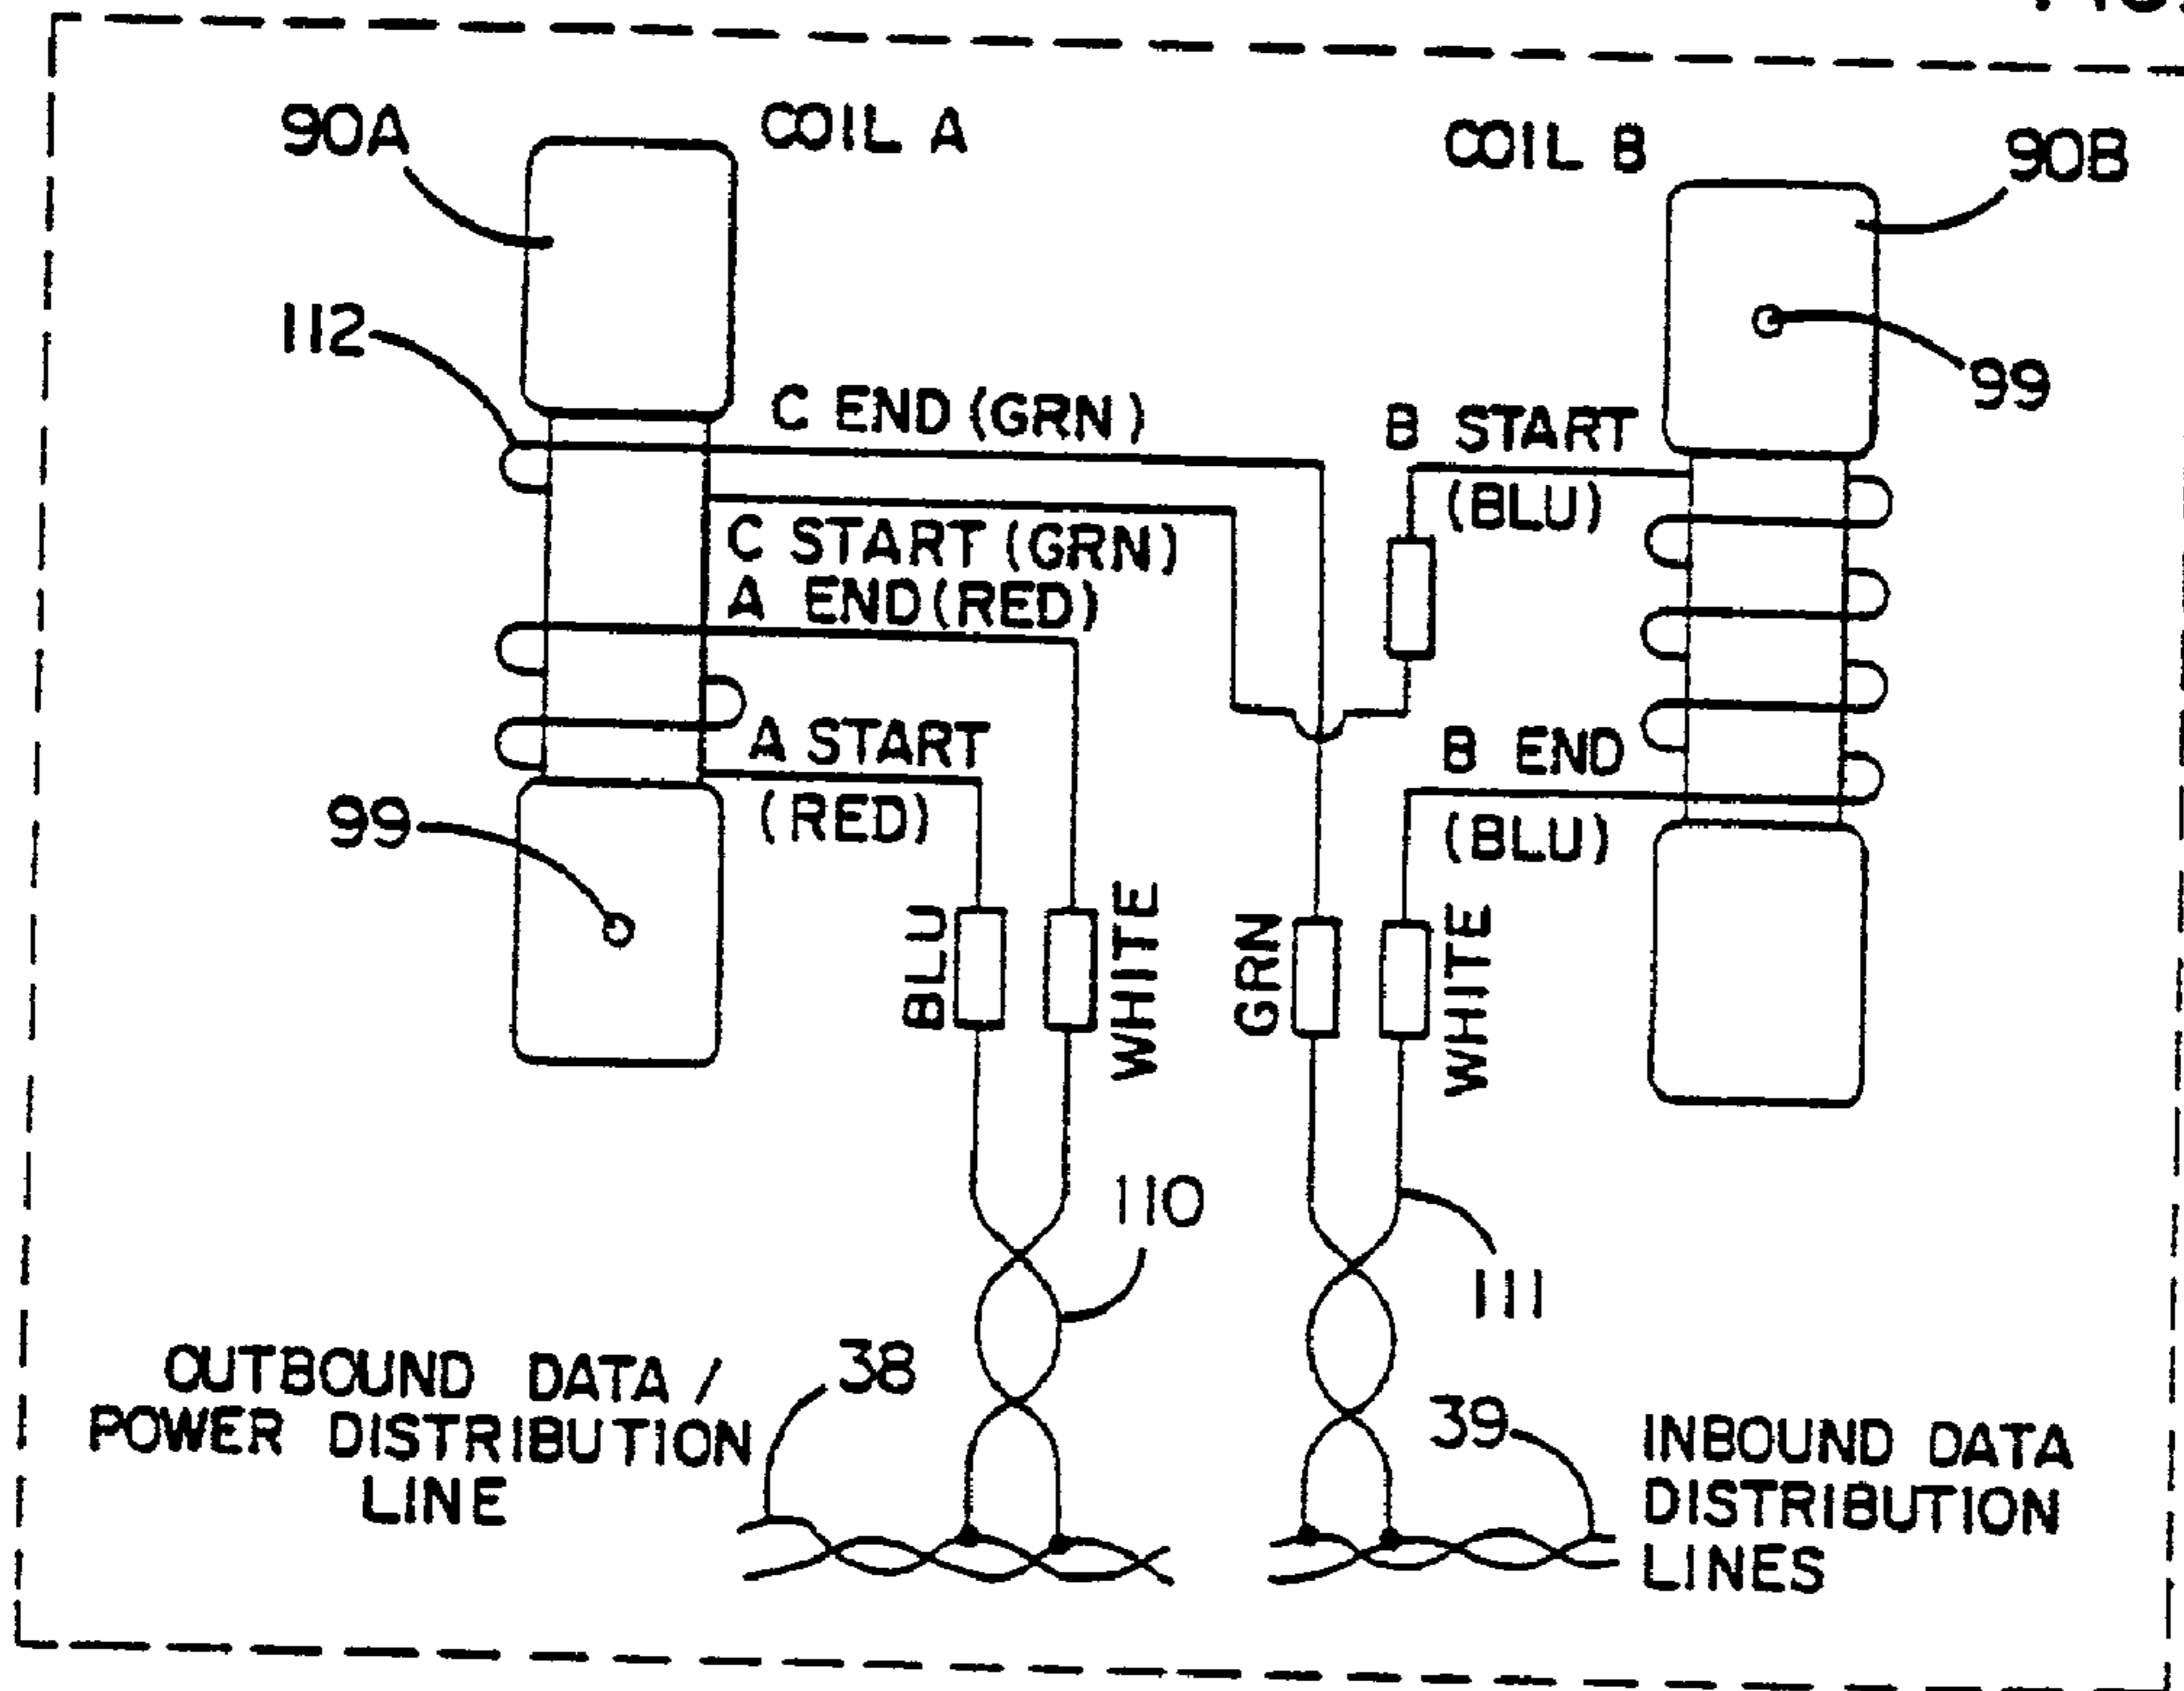 90A
COIL A
COIL B
90B
112
99
C END (GRN)
B START
(BLU)
C START (GRN)
A END (RED)
A START
(RED)
B END
(BLU)
99
BLU
WHITE
GRN
WHITE
110
111
OUTBOUND DATA /
POWER DISTRIBUTION
LINE
38
39
INBOUND DATA
DISTRIBUTION
LINES